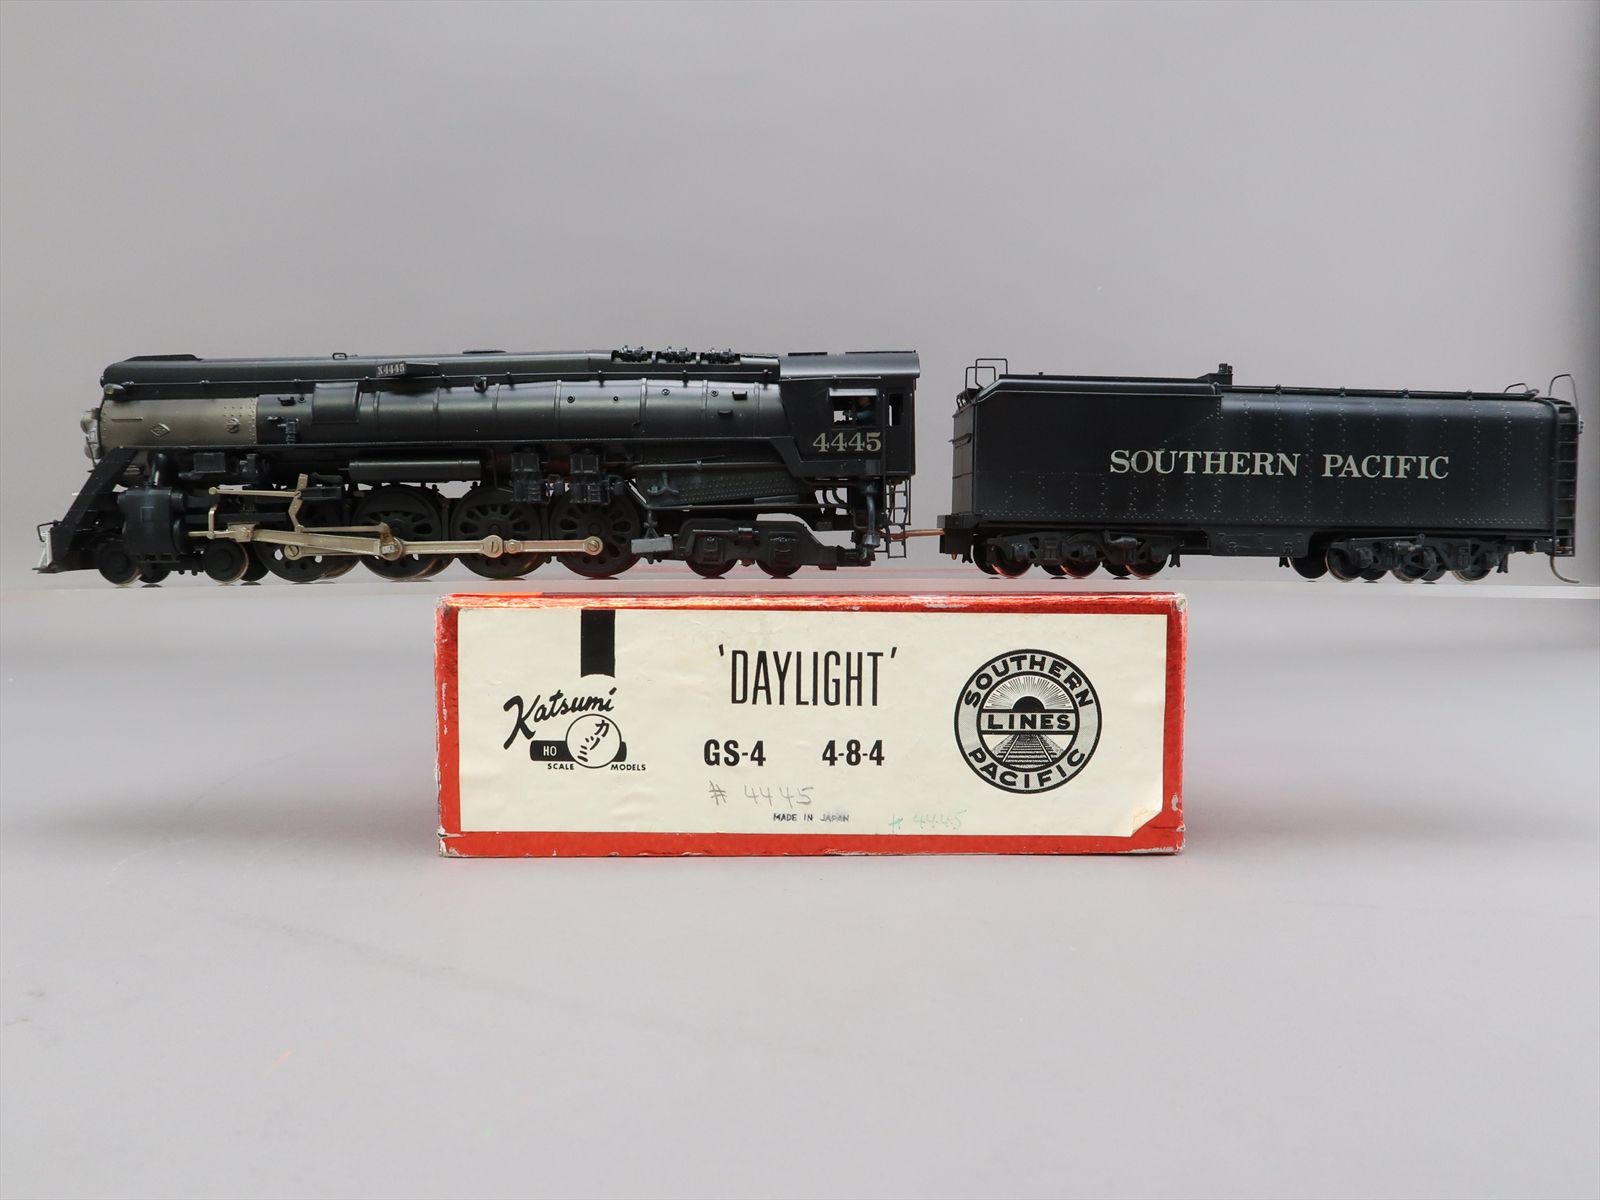 X4445
4445
SOUTHERN PACIFIC
Katsumi
カツミ
HO
SCALE MODELS
'DAYLIGHT'
GS-4 4-8-4
# 4445
MADE IN JAPAN
# 4445
SOUTHERN
LINES
PACIFIC